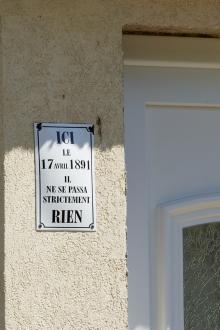 ICI
LE
17 AVRIL 1891
IL
NE SE PASSA
STRICTEMENT
RIEN